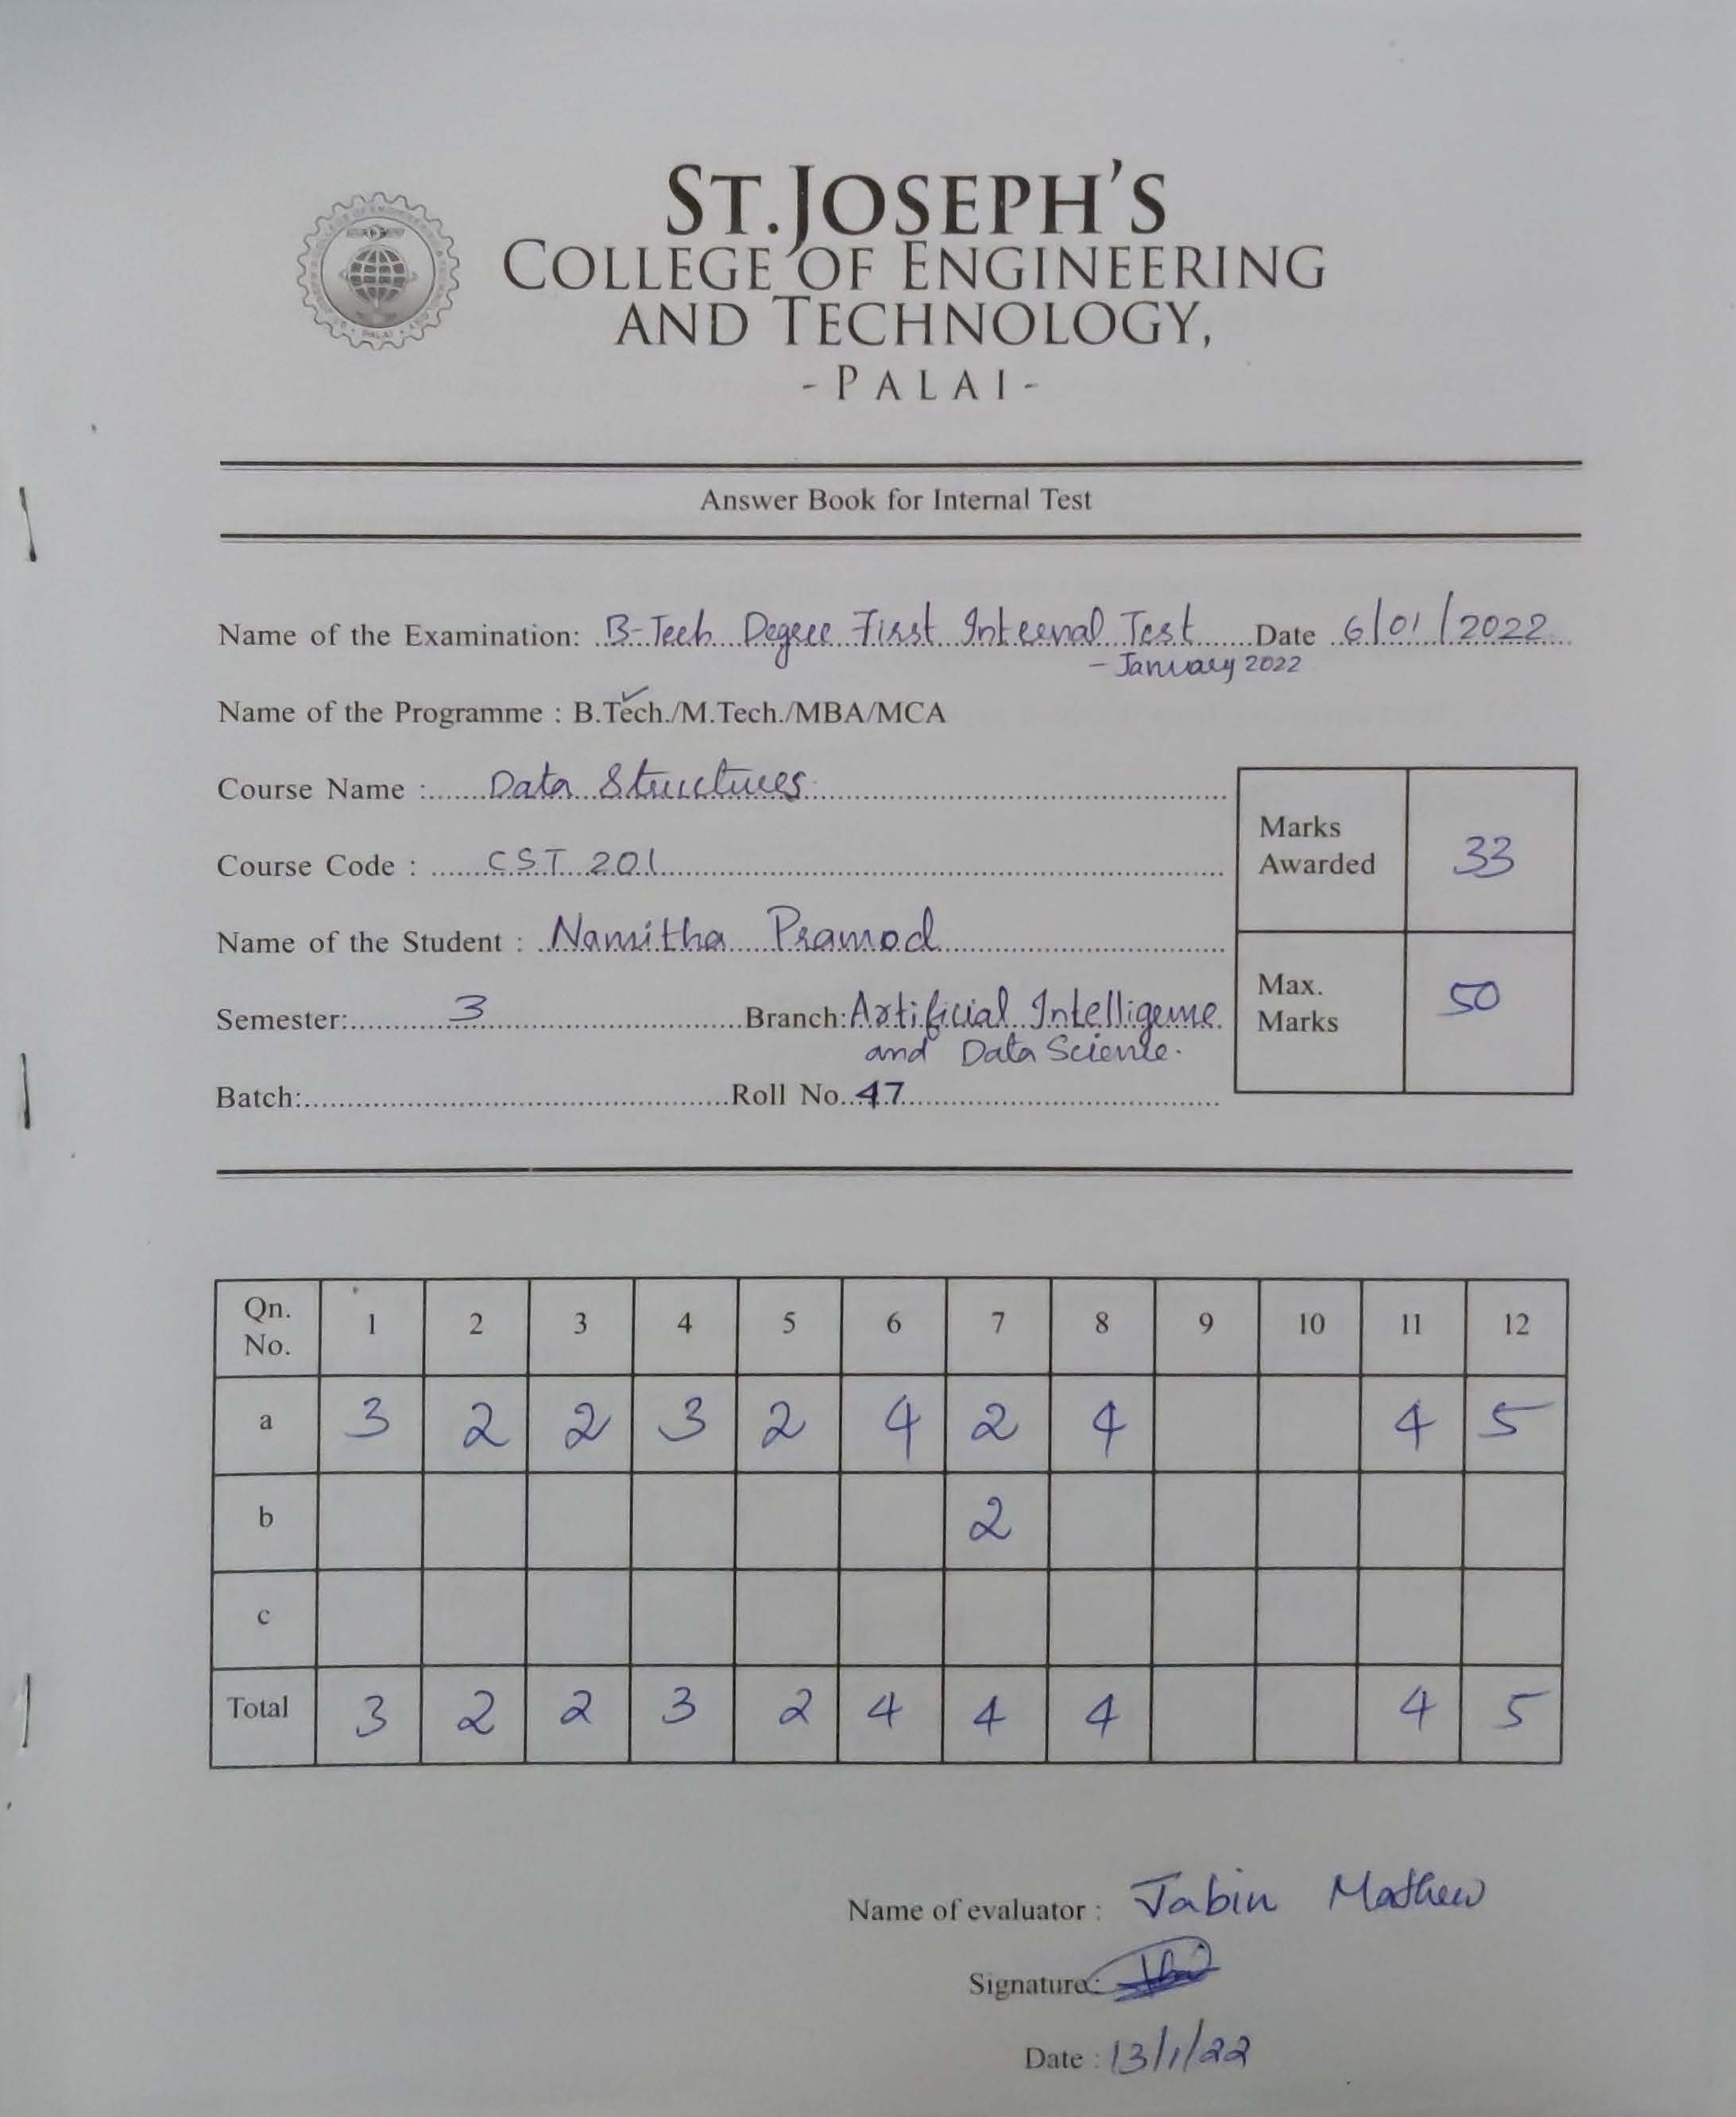 ST.JOSEPH'S
COLLEGE OF ENGINEERING
AND TECHNOLOGY,
-PALAI-
Answer Book for Internal Test
Name of the Examination: B-Tech Degree First Internal Test Date 6/01/2022
- January 2022
Name of the Programme : B.Tech./M.Tech./MBA/MCA
Course Name : Data Structures
Course Code : CST 201
Marks Awarded 33
Name of the Student : Namitha Pramod
Max. Marks 50
Semester: 3 Branch: Artificial Intelligence
and Data Science.
Batch: Roll No. 47
Qn. No. 1 2 3 4 5 6 7 8 9 10 11 12
a 3 2 2 3 2 4 2 4 4 5
b 2
c
Total 3 2 2 3 2 4 4 4 4 5
Name of evaluator : Jabin Mathew
Signature:
Date : 13/1/22